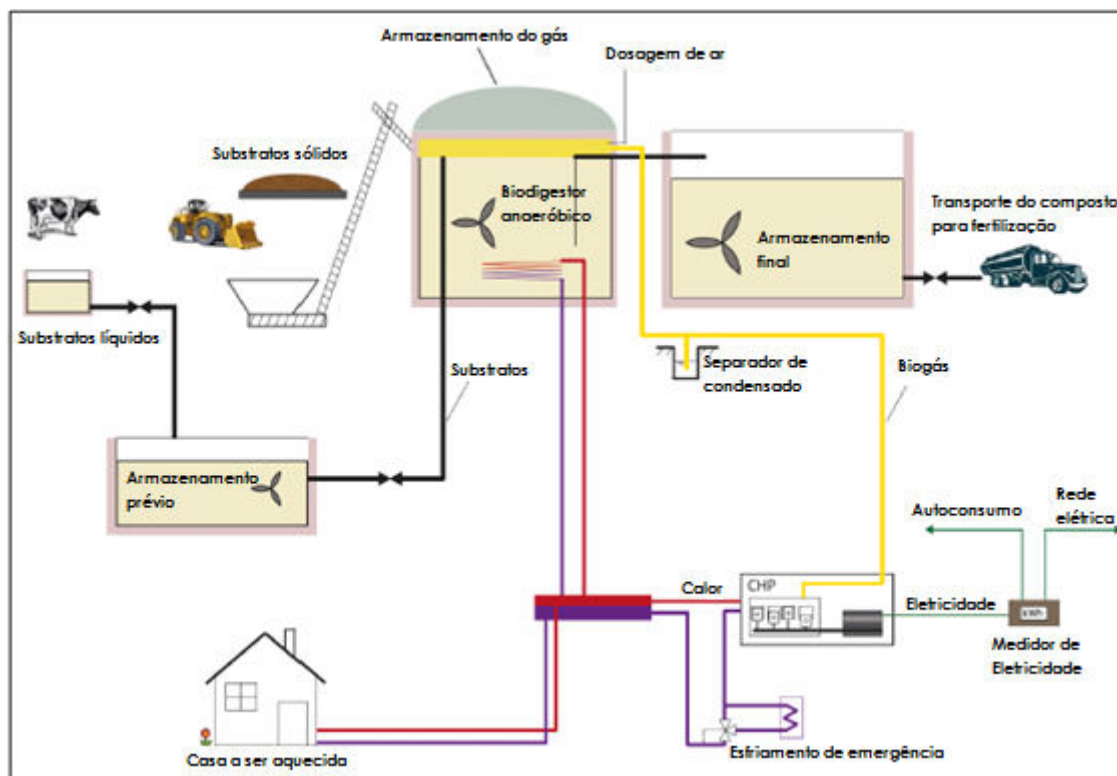 Armazenamento do gás
Dosagem de ar
Substratos sólidos
Biodigestor
anaeróbico
Transporte do composto
para fertilização
Armazenamento
final
Substratos líquidos
Substratos
Separador de
condensado
Biogás
Armazenamento
prévio
Autoconsumo
Rede
elétrica
Calor
CHP
Eletricidade
kWh
Medidor de
Eletricidade
Casa a ser aquecida
Esfriamento de emergência